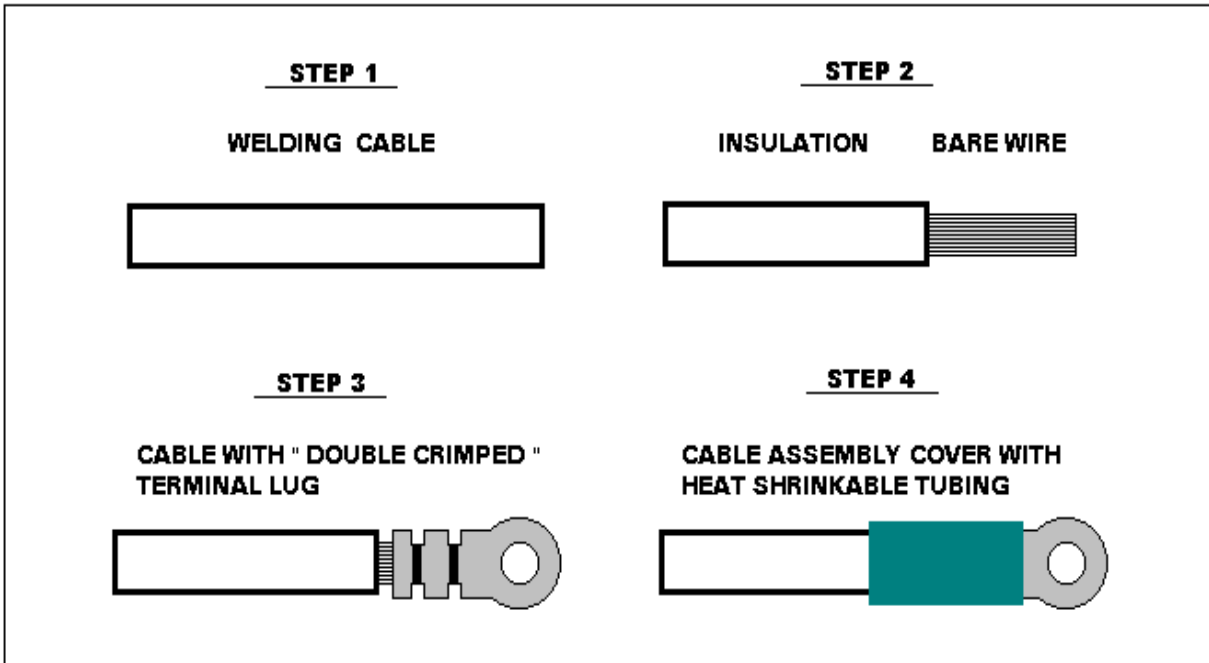 STEP 1
WELDING CABLE
STEP 2
INSULATION BARE WIRE
STEP 3
CABLE WITH " DOUBLE CRIMPED "
TERMINAL LUG
STEP 4
CABLE ASSEMBLY COVER WITH
HEAT SHRINKABLE TUBING